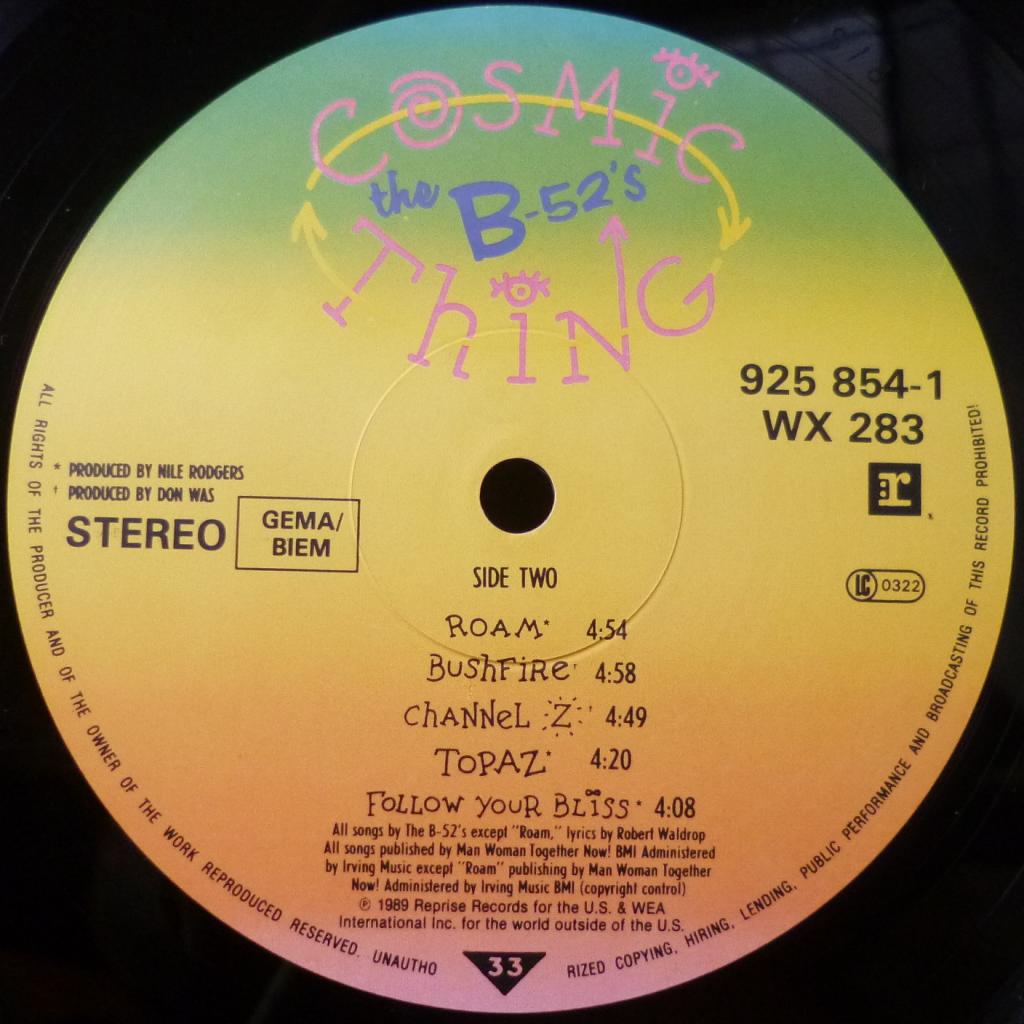 COSMIC
the B-52's
THING
925 854-1
WX 283
r
* PRODUCED BY NILE RODGERS
† PRODUCED BY DON WAS
STEREO
GEMA/
BIEM
SIDE TWO
LC 0322
ROAM* 4:54
BUSHFIRE† 4:58
CHANNEL Z† 4:49
TOPAZ* 4:20
FOLLOW YOUR BLISS* 4:08
All songs by The B-52's except "Roam," lyrics by Robert Waldrop
All songs published by Man Woman Together Now! BMI Administered
by Irving Music except "Roam" publishing by Man Woman Together
Now! Administered by Irving Music BMI (copyright control)
℗ 1989 Reprise Records for the U.S. & WEA
International Inc. for the world outside of the U.S.
33
ALL RIGHTS OF THE PRODUCER AND OF THE OWNER OF THE WORK REPRODUCED RESERVED. UNAUTHORIZED COPYING, HIRING, LENDING, PUBLIC PERFORMANCE AND BROADCASTING OF THIS RECORD PROHIBITED!